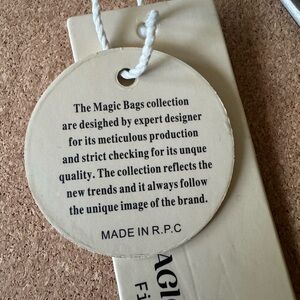 The Magic Bags collection
are desighed by expert designer
for its meticulous production
and strict checking for its unque
quality. The collection reflects the
new trends and it always follow
the unique image of the brand.
MADE IN R.P.C